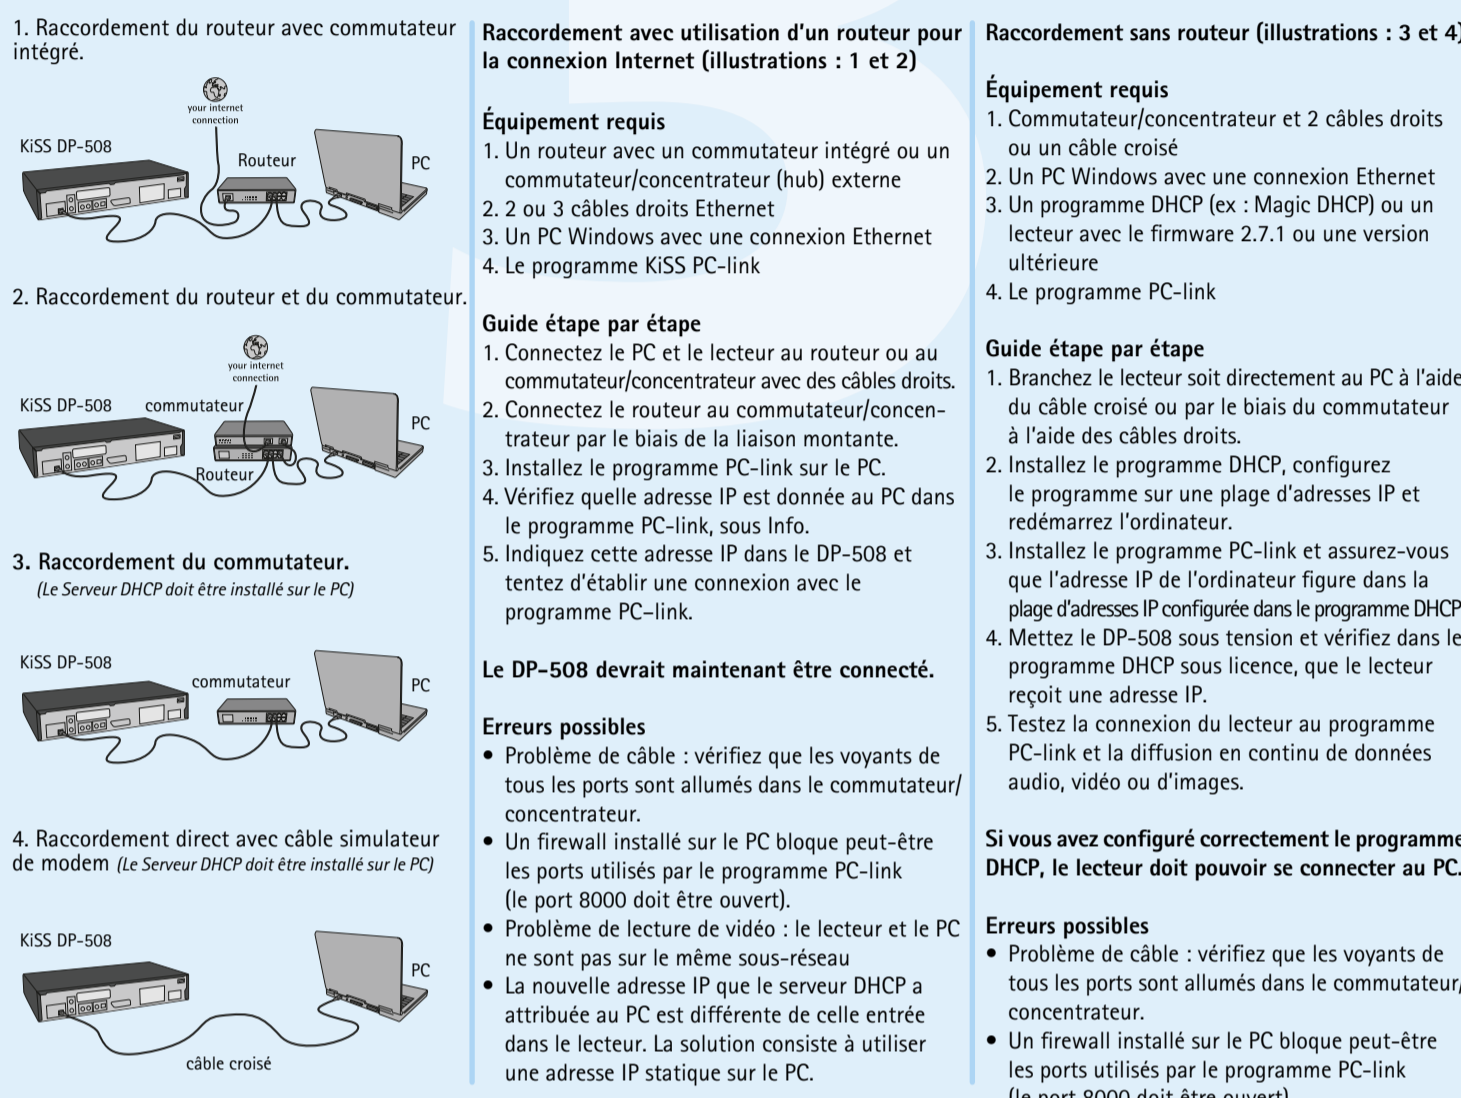 1. Raccordement du routeur avec commutateur
intégré.
your internet
connection
KiSS DP-508
Routeur
PC
2. Raccordement du routeur et du commutateur.
your internet
connection
KiSS DP-508
commutateur
PC
Routeur
3. Raccordement du commutateur.
(Le Serveur DHCP doit être installé sur le PC)
KiSS DP-508
commutateur
PC
4. Raccordement direct avec câble simulateur
de modem (Le Serveur DHCP doit être installé sur le PC)
KiSS DP-508
PC
câble croisé
Raccordement avec utilisation d'un routeur pour
la connexion Internet (illustrations : 1 et 2)
Équipement requis
1. Un routeur avec un commutateur intégré ou un
commutateur/concentrateur (hub) externe
2. 2 ou 3 câbles droits Ethernet
3. Un PC Windows avec une connexion Ethernet
4. Le programme KiSS PC-link
Guide étape par étape
1. Connectez le PC et le lecteur au routeur ou au
commutateur/concentrateur avec des câbles droits.
2. Connectez le routeur au commutateur/concen-
trateur par le biais de la liaison montante.
3. Installez le programme PC-link sur le PC.
4. Vérifiez quelle adresse IP est donnée au PC dans
le programme PC-link, sous Info.
5. Indiquez cette adresse IP dans le DP-508 et
tentez d'établir une connexion avec le
programme PC–link.
Le DP-508 devrait maintenant être connecté.
Erreurs possibles
• Problème de câble : vérifiez que les voyants de
tous les ports sont allumés dans le commutateur/
concentrateur.
• Un firewall installé sur le PC bloque peut-être
les ports utilisés par le programme PC-link
(le port 8000 doit être ouvert).
• Problème de lecture de vidéo : le lecteur et le PC
ne sont pas sur le même sous-réseau
• La nouvelle adresse IP que le serveur DHCP a
attribuée au PC est différente de celle entrée
dans le lecteur. La solution consiste à utiliser
une adresse IP statique sur le PC.
Raccordement sans routeur (illustrations : 3 et 4)
Équipement requis
1. Commutateur/concentrateur et 2 câbles droits
ou un câble croisé
2. Un PC Windows avec une connexion Ethernet
3. Un programme DHCP (ex : Magic DHCP) ou un
lecteur avec le firmware 2.7.1 ou une version
ultérieure
4. Le programme PC-link
Guide étape par étape
1. Branchez le lecteur soit directement au PC à l'aide
du câble croisé ou par le biais du commutateur
à l'aide des câbles droits.
2. Installez le programme DHCP, configurez
le programme sur une plage d'adresses IP et
redémarrez l'ordinateur.
3. Installez le programme PC-link et assurez-vous
que l'adresse IP de l'ordinateur figure dans la
plage d'adresses IP configurée dans le programme DHCP
4. Mettez le DP-508 sous tension et vérifiez dans le
programme DHCP sous licence, que le lecteur
reçoit une adresse IP.
5. Testez la connexion du lecteur au programme
PC-link et la diffusion en continu de données
audio, vidéo ou d'images.
Si vous avez configuré correctement le programme
DHCP, le lecteur doit pouvoir se connecter au PC.
Erreurs possibles
• Problème de câble : vérifiez que les voyants de
tous les ports sont allumés dans le commutateur/
concentrateur.
• Un firewall installé sur le PC bloque peut-être
les ports utilisés par le programme PC-link
(le port 8000 doit être ouvert)